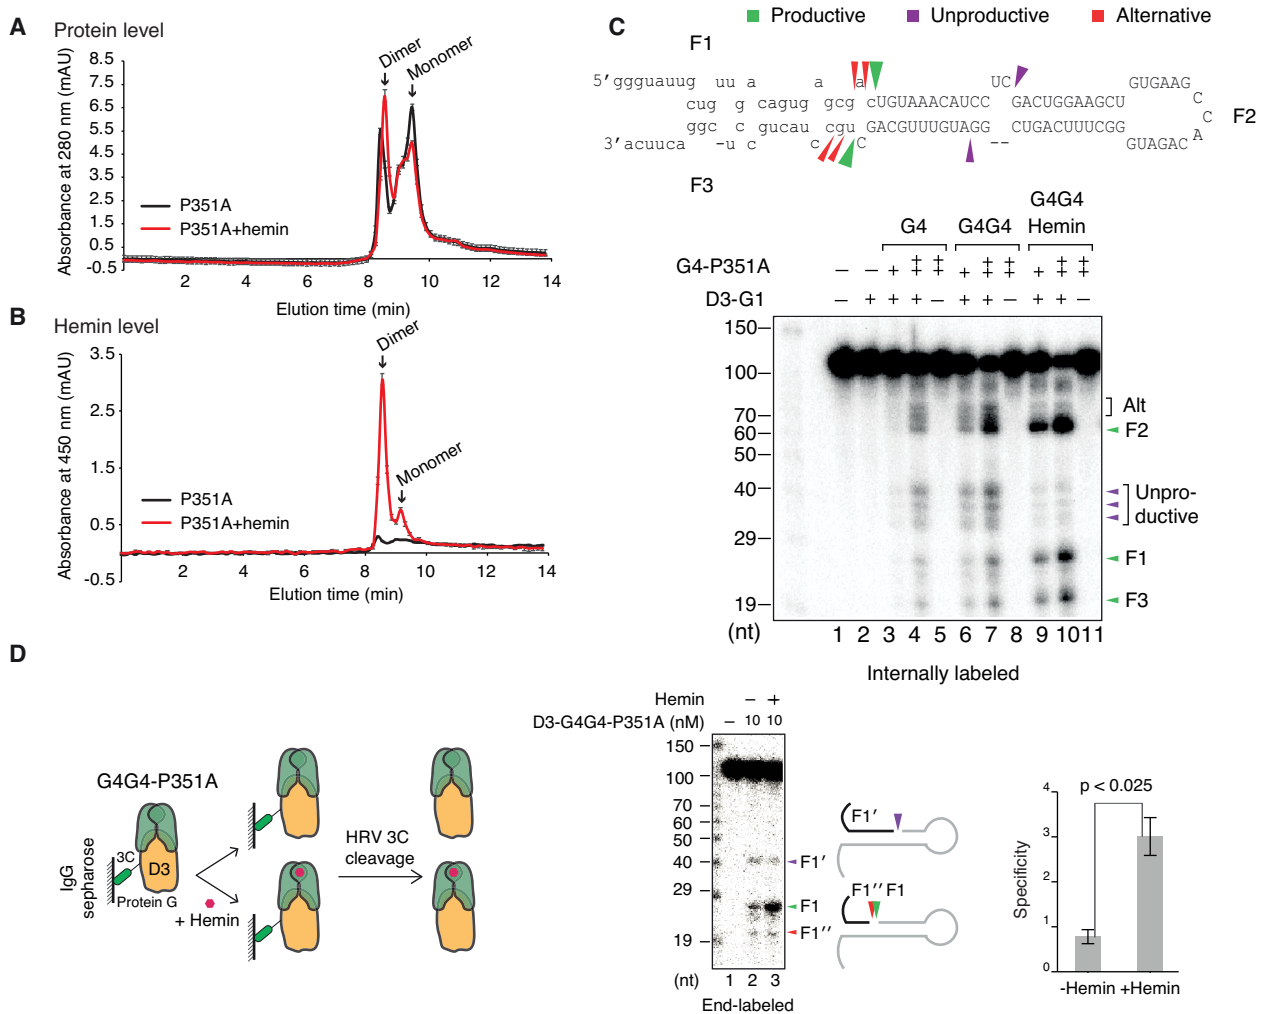 A Protein level
Absorbance at 280 nm (mAU)
8.5
7.5
6.5
5.5
4.5
3.5
2.5
1.5
0.5
-0.5
Dimer
Monomer
P351A
P351A+hemin
2 4 6 8 10 12 14
Elution time (min)
B Hemin level
Absorbance at 450 nm (mAU)
3.5
2.5
1.5
0.5
-0.5
Dimer
Monomer
P351A
P351A+hemin
2 4 6 8 10 12 14
Elution time (min)
C
Productive Unproductive Alternative
F1
5′ggguauug uu a a a UC GUGAAG
cug g cagug gcg cUGUAAACAUCC GACUGGAAGCU C
C F2
ggc c gucau cgu GACGUUUGUAGG CUGACUUUCGG A
3′acuuca -u c c C -- GUAGAC
F3
G4 G4G4 G4G4 Hemin
G4-P351A – – + ‡ ‡ + ‡ ‡ + ‡ ‡
D3-G1 – + + + – + + – + + –
150
100
70
60
50
40
29
19
(nt)
Alt
F2
Unpro-
ductive
F1
F3
1 2 3 4 5 6 7 8 9 10 11
Internally labeled
D
G4G4-P351A
IgG sepharose
3C
D3
Protein G
+ Hemin
HRV 3C
cleavage
Hemin – +
D3-G4G4-P351A (nM) – 10 10
150
100
70
60
50
40
29
19
(nt) 1 2 3
F1′
F1
F1′′
End-labeled
F1′
F1′′ F1
Specificity
4
3
2
1
0
p < 0.025
-Hemin +Hemin